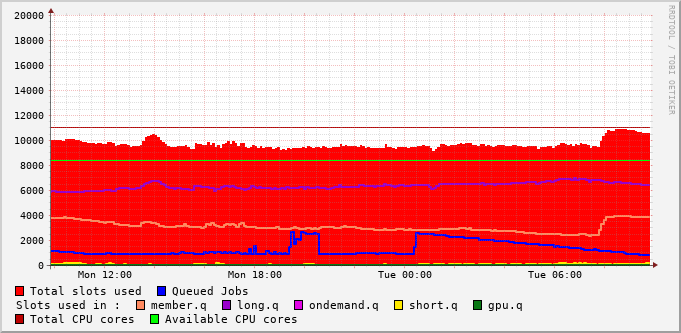 20000
18000
16000
14000
12000
10000
8000
6000
4000
2000
0
Mon 12:00 Mon 18:00 Tue 00:00 Tue 06:00
RRDTOOL / TOBI OETIKER
Total slots used Queued Jobs
Slots used in : member.q long.q ondemand.q short.q gpu.q
Total CPU cores Available CPU cores